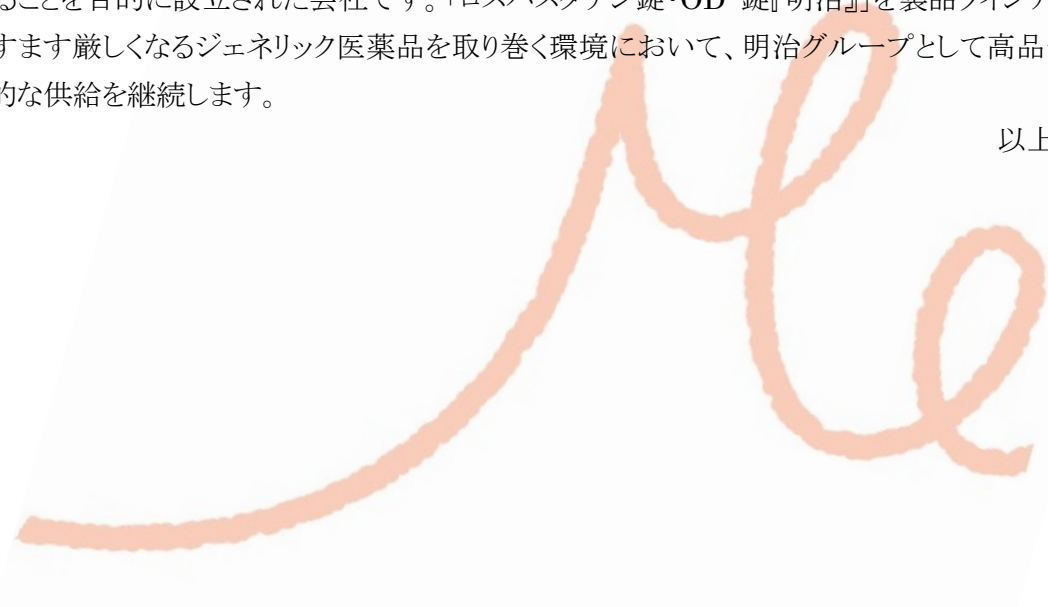 ることを目的に設立された会社です。「ロスバスタチン錠・OD 錠『明治』」を製品ラインア
すます厳しくなるジェネリック医薬品を取り巻く環境において、明治グループとして高品
的な供給を継続します。
以上
Me